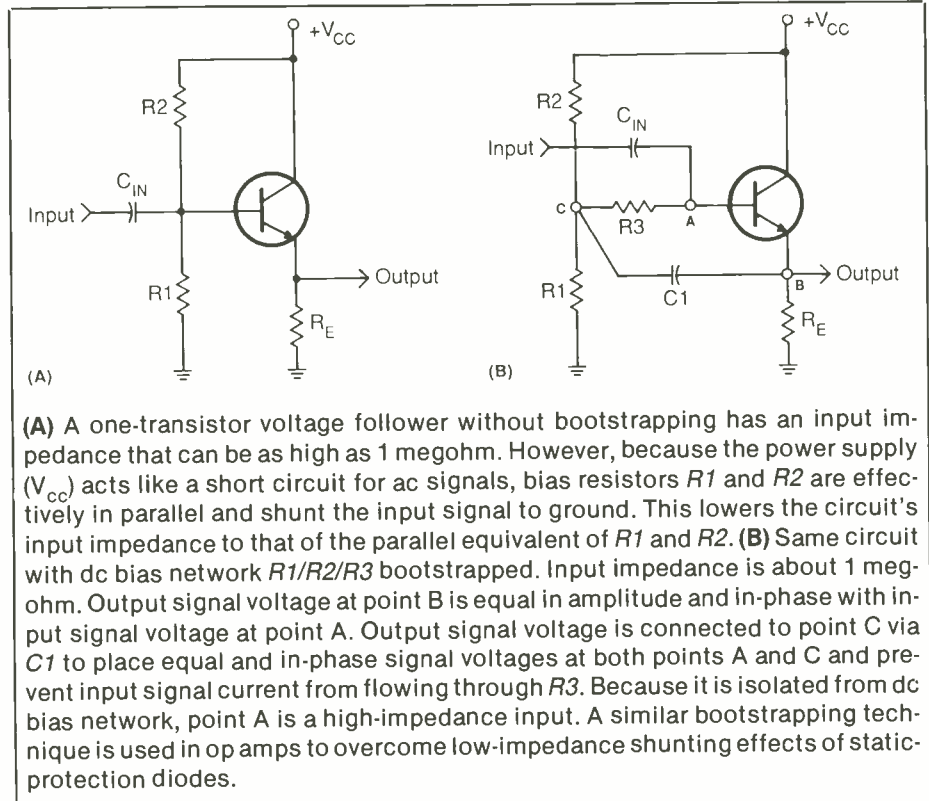 +VCC
R2
CIN
Input
Output
R1
RE
(A)
+VCC
R2
CIN
Input
C
R3
A
Output
B
C1
R1
RE
(B)
(A) A one-transistor voltage follower without bootstrapping has an input im-
pedance that can be as high as 1 megohm. However, because the power supply
(Vcc) acts like a short circuit for ac signals, bias resistors R1 and R2 are effec-
tively in parallel and shunt the input signal to ground. This lowers the circuit's
input impedance to that of the parallel equivalent of R1 and R2. (B) Same circuit
with dc bias network R1/R2/R3 bootstrapped. Input impedance is about 1 meg-
ohm. Output signal voltage at point B is equal in amplitude and in-phase with in-
put signal voltage at point A. Output signal voltage is connected to point C via
C1 to place equal and in-phase signal voltages at both points A and C and pre-
vent input signal current from flowing through R3. Because it is isolated from dc
bias network, point A is a high-impedance input. A similar bootstrapping tech-
nique is used in op amps to overcome low-impedance shunting effects of static-
protection diodes.